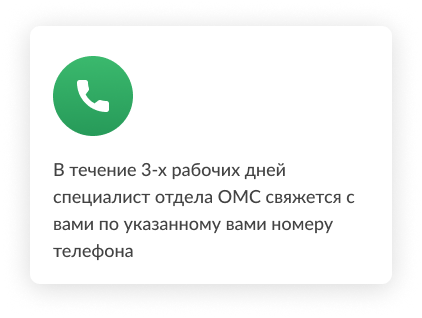 В течение 3-х рабочих дней
специалист отдела ОМС свяжется с
вами по указанному вами номеру
телефона